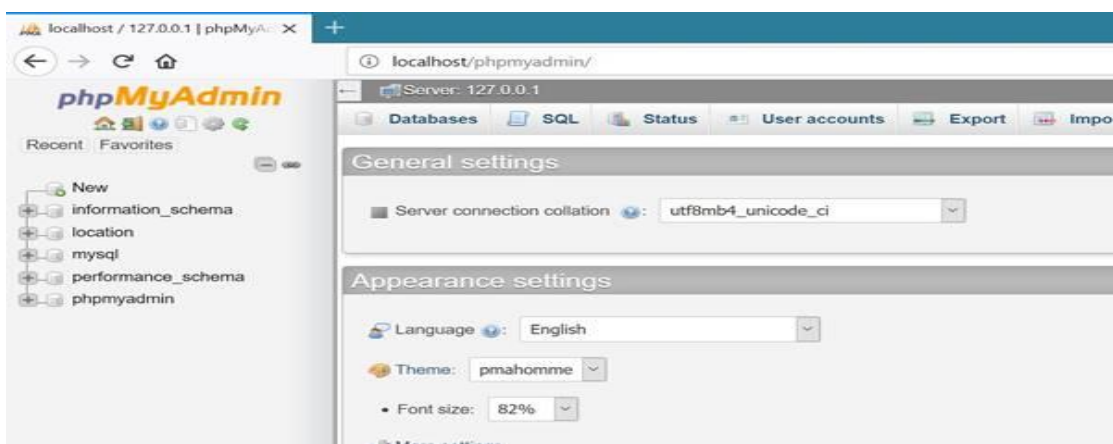 localhost / 127.0.0.1 | phpMyA
localhost/phpmyadmin/
phpMyAdmin
Recent Favorites
New
information_schema
location
mysql
performance_schema
phpmyadmin
Server: 127.0.0.1
Databases SQL Status User accounts Export Impo
General settings
Server connection collation : utf8mb4_unicode_ci
Appearance settings
Language : English
Theme: pmahomme
• Font size: 82%
More settings